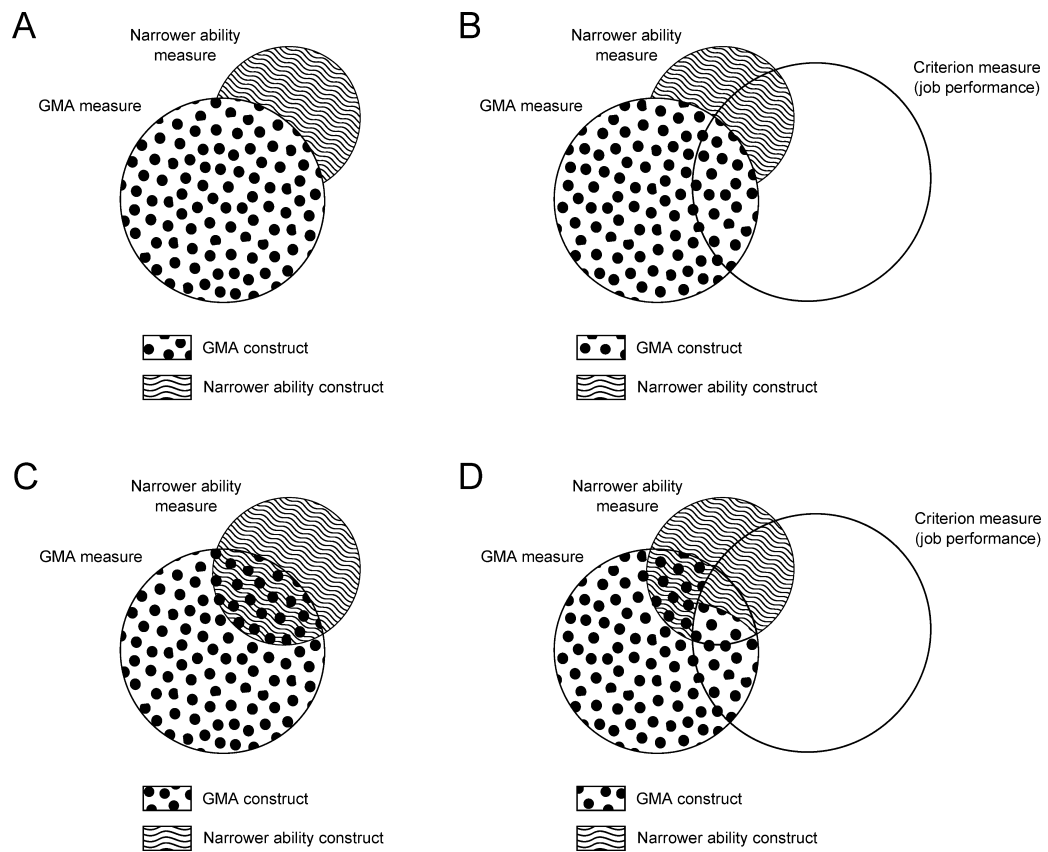 A
Narrower ability
measure
GMA measure
GMA construct
Narrower ability construct
B
Narrower ability
measure
GMA measure
Criterion measure
(job performance)
GMA construct
Narrower ability construct
C
Narrower ability
measure
GMA measure
GMA construct
Narrower ability construct
D
Narrower ability
measure
GMA measure
Criterion measure
(job performance)
GMA construct
Narrower ability construct